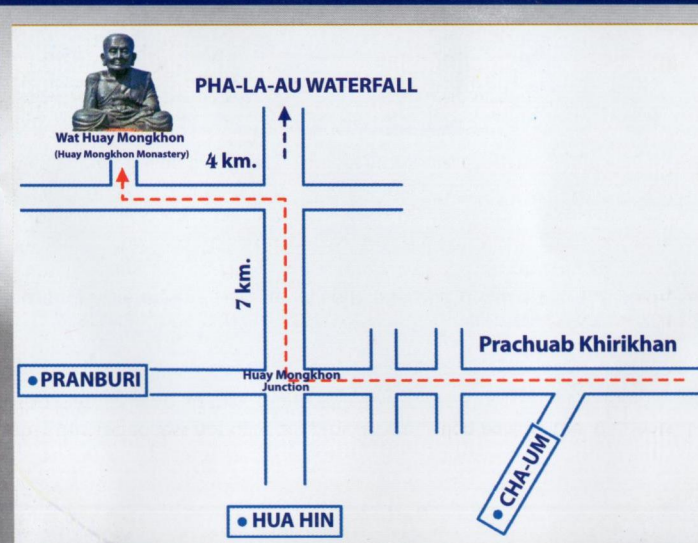 PHA-LA-AU WATERFALL
Wat Huay Mongkhon
(Huay Mongkhon Monastery)
4 km.
7 km.
Prachuab Khirikhan
Huay Mongkhon
Junction
• PRANBURI
• CHA-UM
• HUA HIN